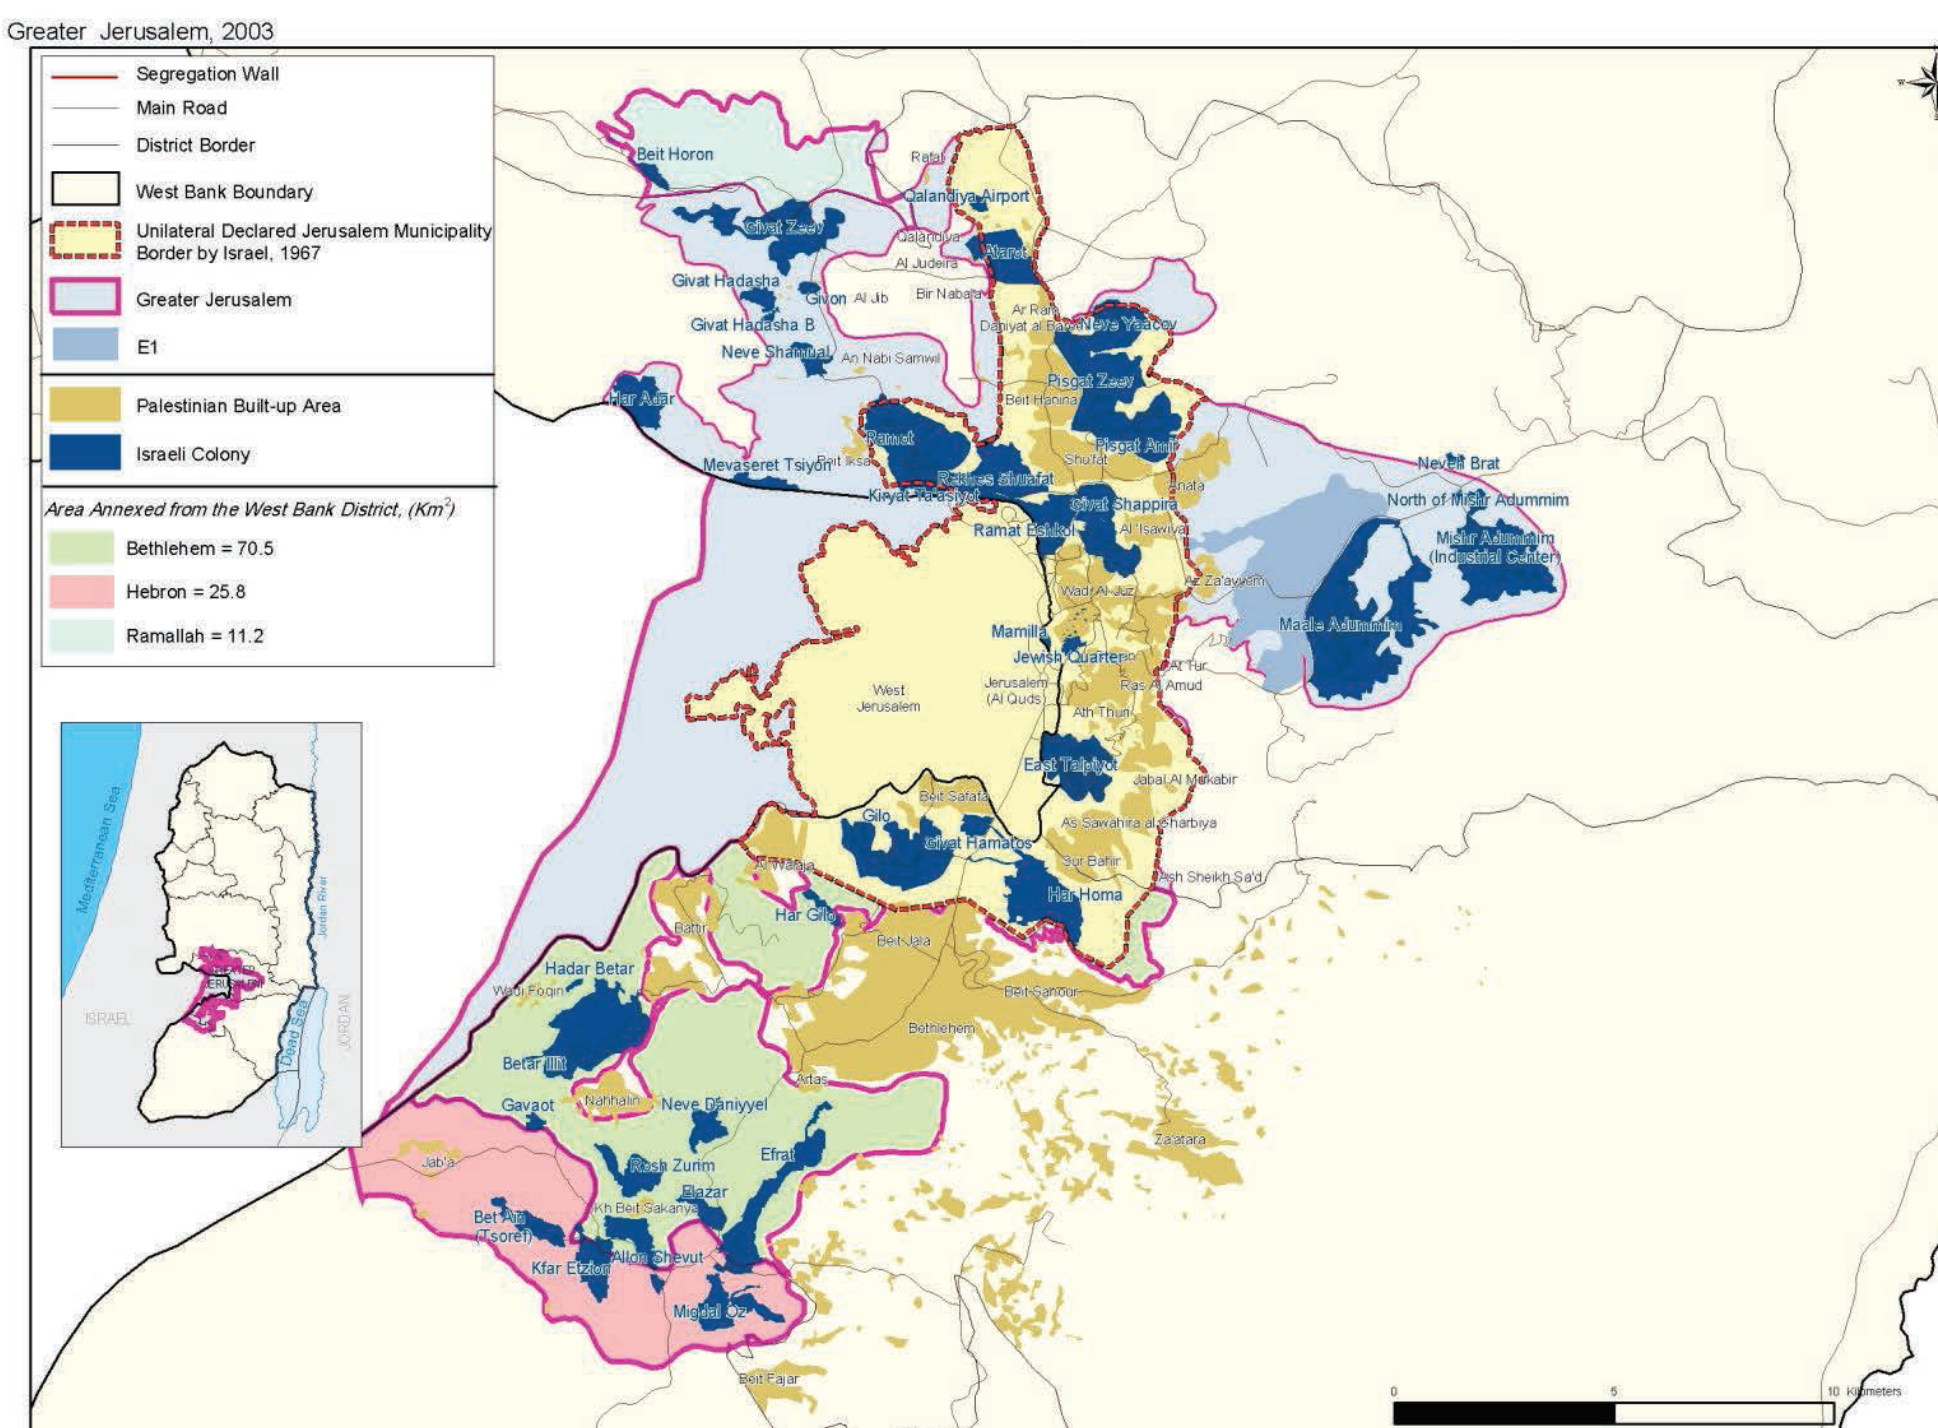 Greater Jerusalem, 2003
Segregation Wall
Main Road
District Border
West Bank Boundary
Unilateral Declared Jerusalem Municipality
Border by Israel, 1967
Greater Jerusalem
E1
Palestinian Built-up Area
Israeli Colony
Area Annexed from the West Bank District, (Km²)
Bethlehem = 70.5
Hebron = 25.8
Ramallah = 11.2
Mediterranean Sea
Jordan River
Dead Sea
ISRAEL
JORDAN
JERUSALEM
Beit Horon
Rafat
Qalandiya Airport
Givat Zeev
Qalandiya
Atarot
Al Judeira
Givat Hadasha
Givon
Al Jib
Bir Nabala
Ar Ram
Givat Hadasha B
Neve Yaacov
Neve Shamual
An Nabi Samwil
Pisgat Zeev
Har Adar
Beit Hanina
Ramot
Pisgat Amir
Mevaseret Tsiyon
Beit Iksa
Shu'fat
Neveh Brat
Rekhes Shuafat
Anata
Kiryat Ta'asiyot
Givat Shappira
North of Mishr Adummim
Ramat Eshkol
Al 'Isawiya
Mishr Adummim
(Industrial Center)
Az Za'ayyem
Wadi Al Juz
Maale Adummim
Mamilla
Jewish Quarter
At Tur
Jerusalem
(Al Quds)
Ras Al Amud
West
Jerusalem
Ath Thuri
East Talpiyot
Jabal Al Mukabir
Beit Safafa
Gilo
As Sawahira al Gharbiya
Givat Hamatos
Sur Bahir
Al Walaja
Ash Sheikh Sa'd
Har Homa
Har Gilo
Battir
Beit Jala
Hadar Betar
Wadi Foqin
Beit Sahour
Bethlehem
Betar Illit
Artas
Nahhalin
Gavaot
Neve Daniyyel
Za'atara
Efrat
Jab'a
Rosh Zurim
Elazar
Kh Beit Sakariya
Bet Ain
(Tsoref)
Allon Shevut
Kfar Etzion
Migdal Oz
Beit Fajar
0 5 10 Kilometers